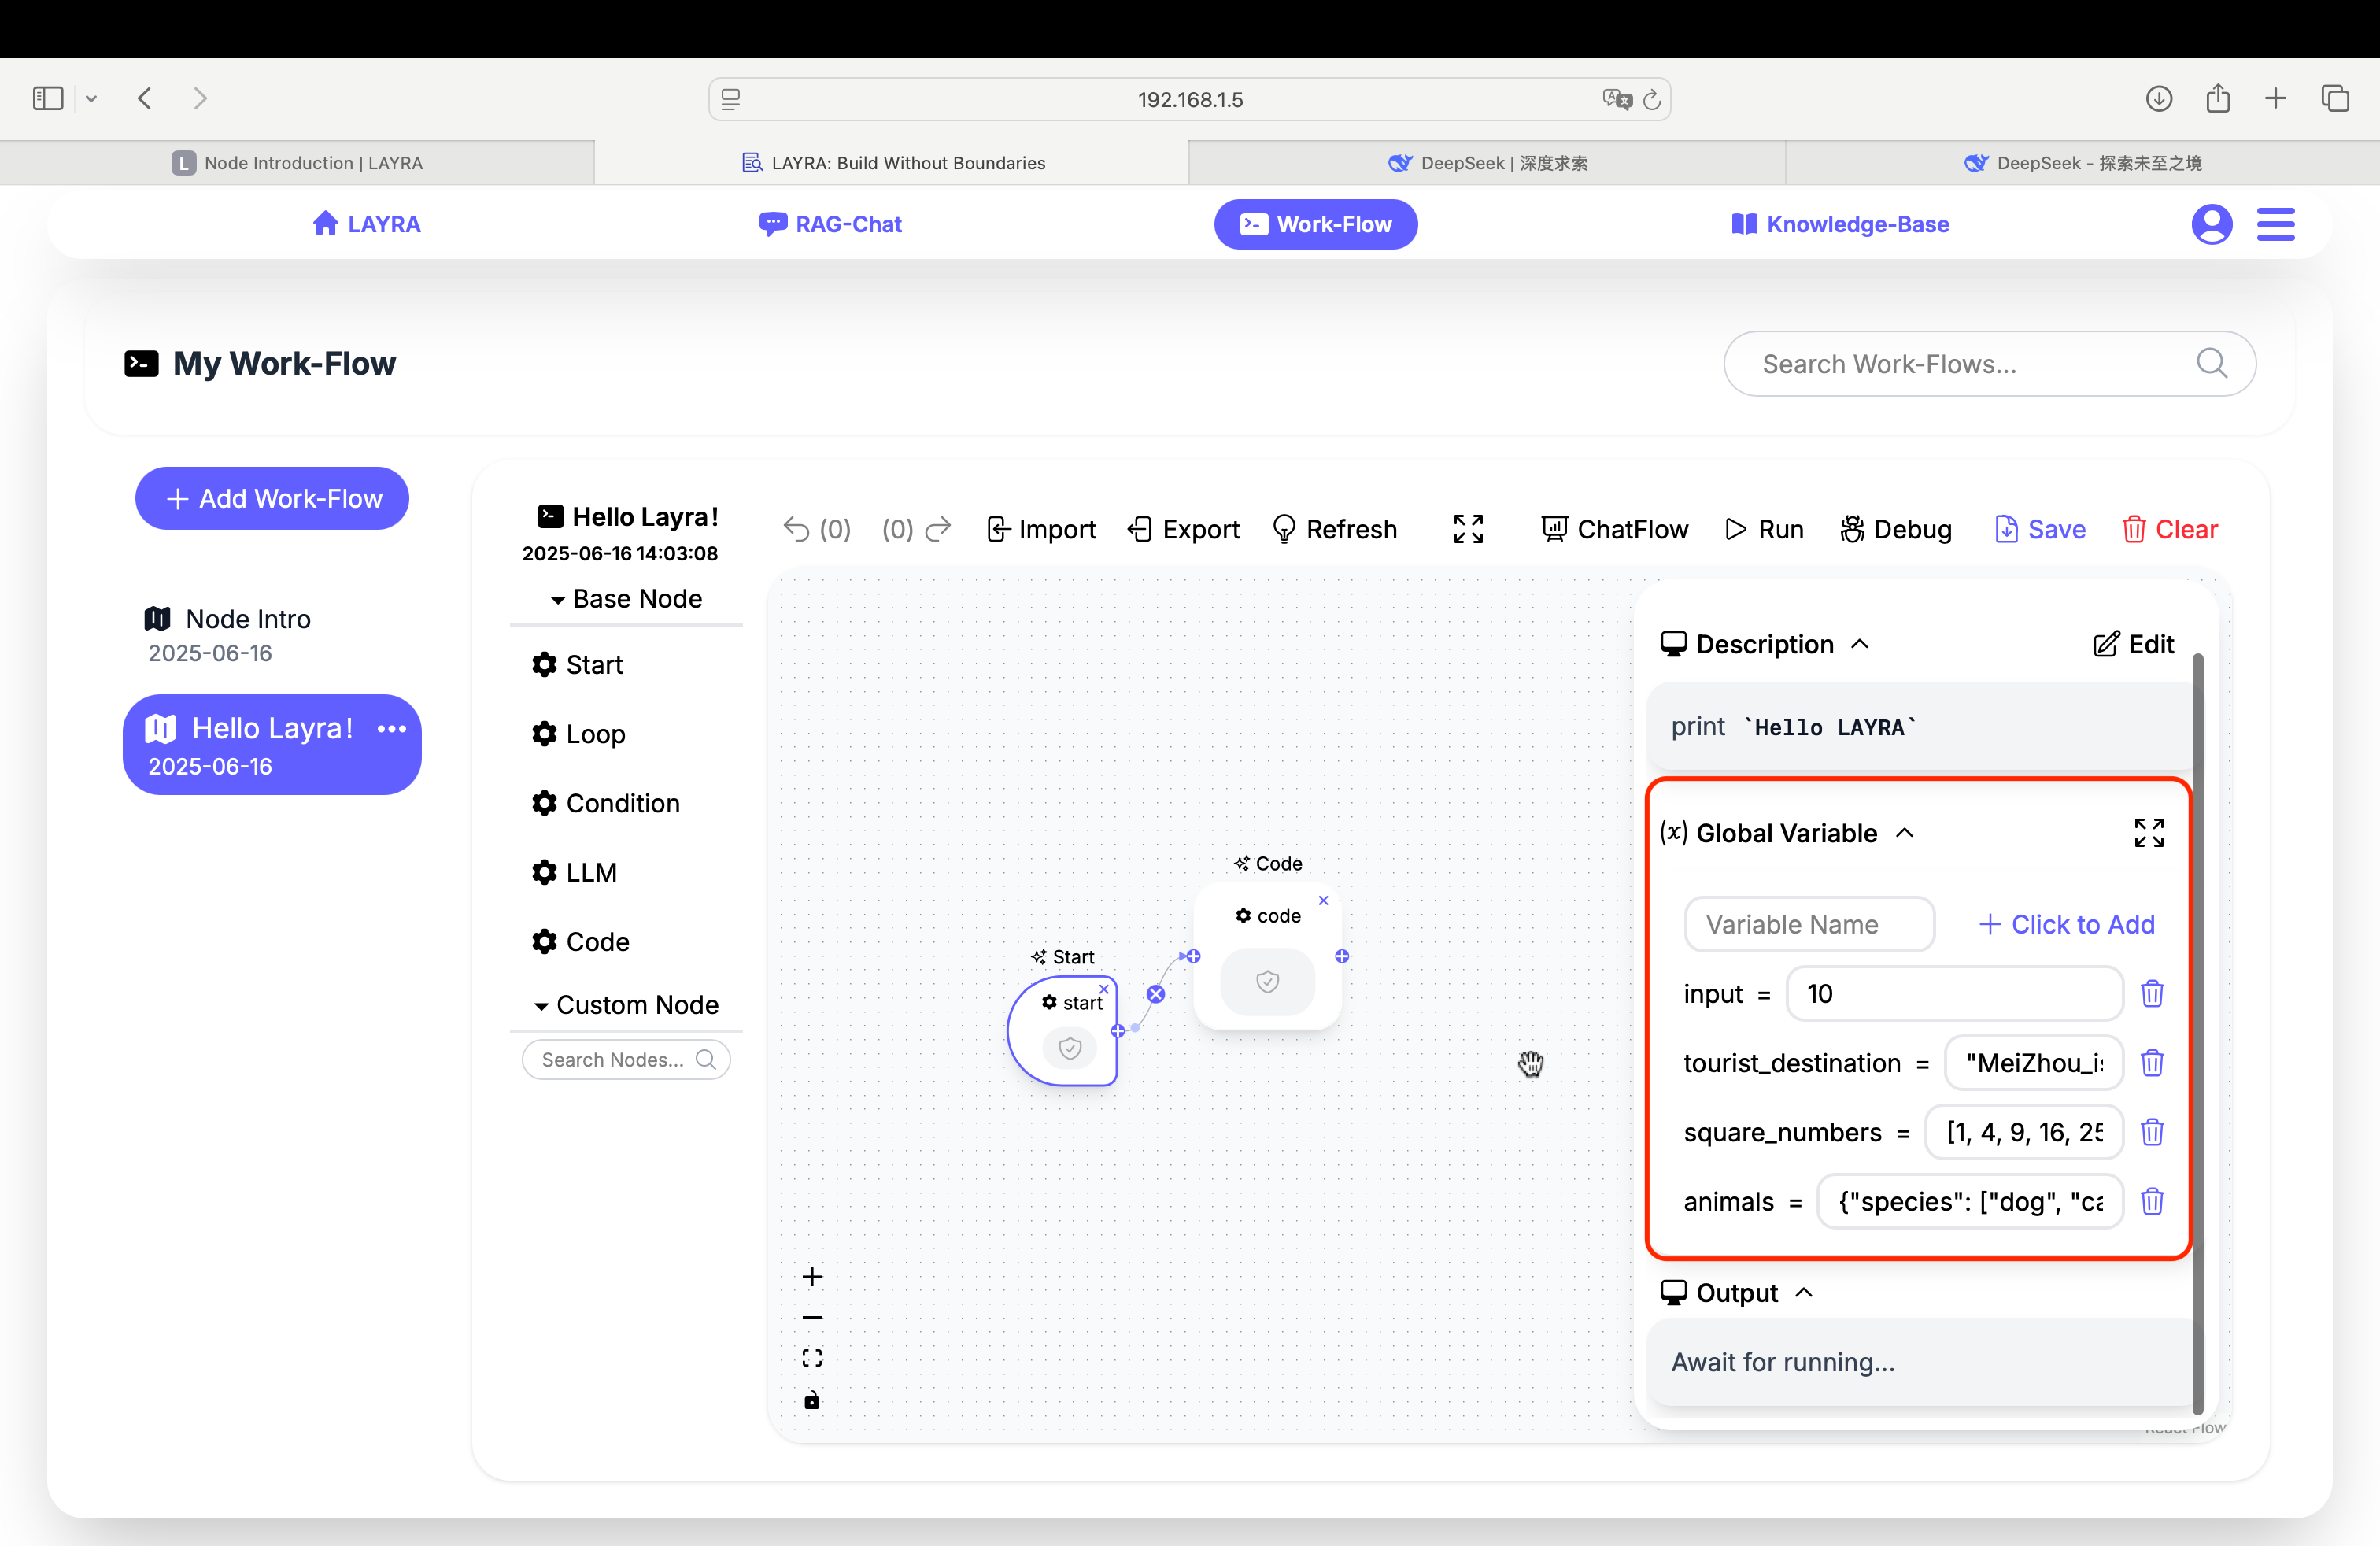 192.168.1.5
L Node Introduction | LAYRA
LAYRA: Build Without Boundaries
DeepSeek | 深度求索
DeepSeek - 探索未至之境
LAYRA
RAG-Chat
Work-Flow
Knowledge-Base
My Work-Flow
Search Work-Flows...
Add Work-Flow
Node Intro
2025-06-16
Hello Layra!
2025-06-16
Hello Layra!
2025-06-16 14:03:08
(0)
(0)
Import
Export
Refresh
ChatFlow
Run
Debug
Save
Clear
Base Node
Start
Loop
Condition
LLM
Code
Custom Node
Search Nodes...
Start
start
Code
code
Description
Edit
print `Hello LAYRA`
(x) Global Variable
Variable Name
Click to Add
input = 10
tourist_destination = "MeiZhou_is
square_numbers = [1, 4, 9, 16, 25
animals = {"species": ["dog", "ca
Output
Await for running...
React Flow